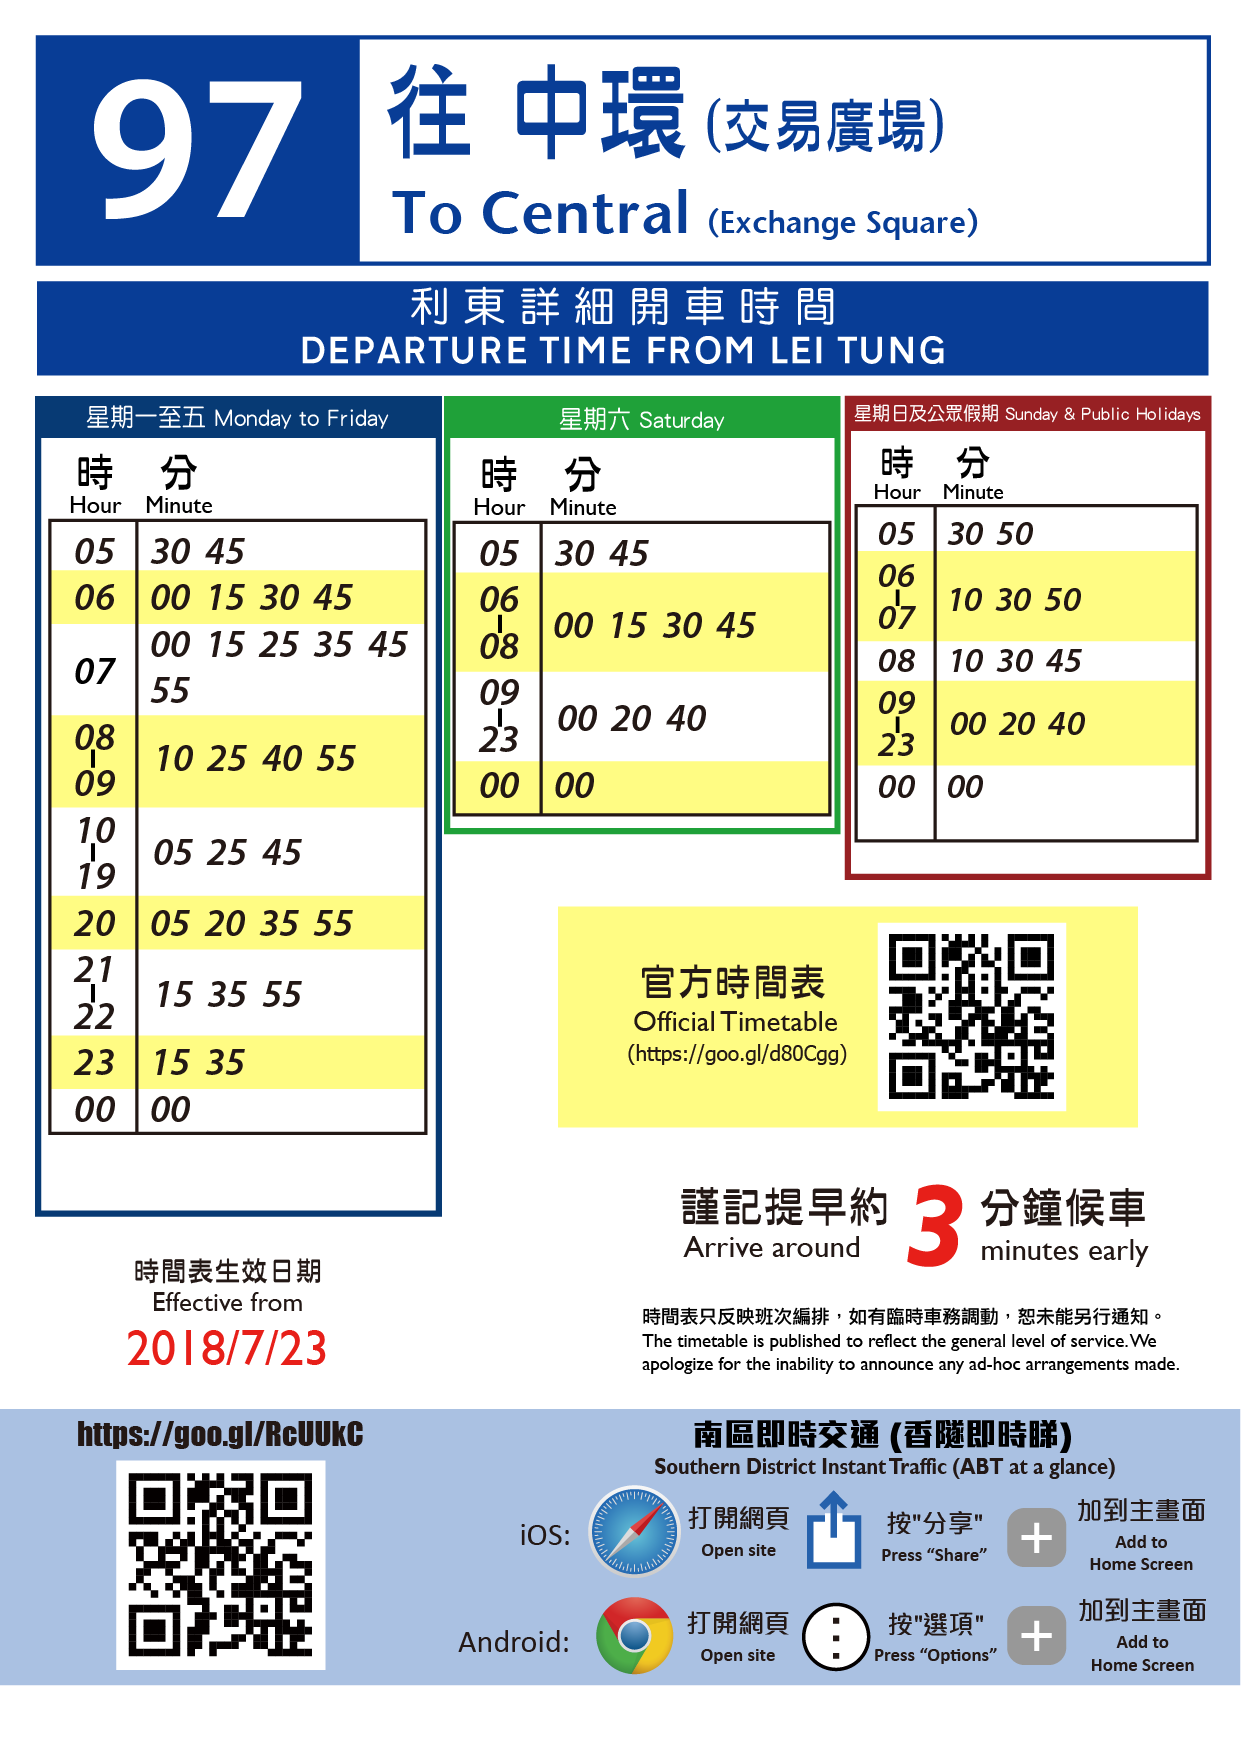 97
往 中環 (交易廣場)
To Central (Exchange Square)
利東詳細開車時間
DEPARTURE TIME FROM LEI TUNG
星期一至五 Monday to Friday
時 分
Hour Minute
05 30 45
06 00 15 30 45
07 00 15 25 35 45
55
08
09
10 25 40 55
10
19
05 25 45
20 05 20 35 55
21
22
15 35 55
23 15 35
00 00
星期六 Saturday
時 分
Hour Minute
05 30 45
06
08
00 15 30 45
09
23
00 20 40
00 00
星期日及公眾假期 Sunday & Public Holidays
時 分
Hour Minute
05 30 50
06
07
10 30 50
08 10 30 45
09
23
00 20 40
00 00
官方時間表
Official Timetable
(https://goo.gl/d80Cgg)
謹記提早約 3 分鐘候車
Arrive around minutes early
時間表生效日期
Effective from
2018/7/23
時間表只反映班次編排，如有臨時車務調動，恕未能另行通知。
The timetable is published to reflect the general level of service. We
apologize for the inability to announce any ad-hoc arrangements made.
https://goo.gl/RcUUkC
南區即時交通 (香隧即時睇)
Southern District Instant Traffic (ABT at a glance)
iOS:
打開網頁
Open site
按"分享"
Press “Share”
加到主畫面
Add to
Home Screen
Android:
打開網頁
Open site
按"選項"
Press “Options”
加到主畫面
Add to
Home Screen